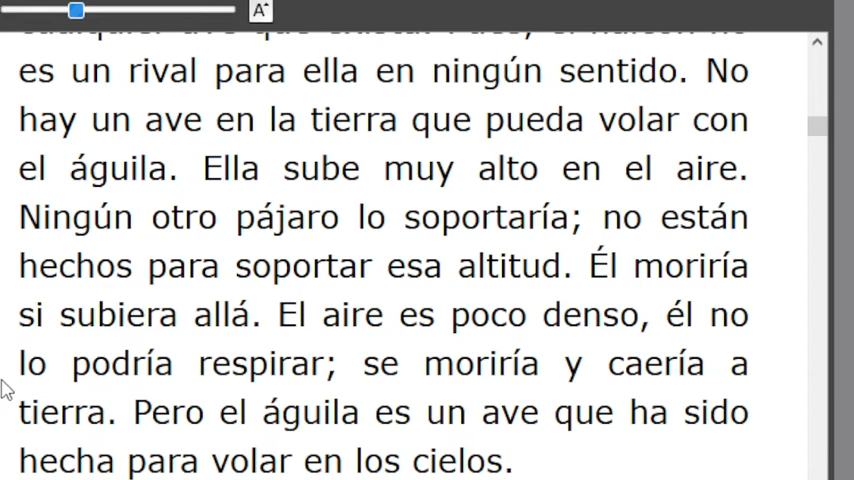 A
es un rival para ella en ningún sentido. No
hay un ave en la tierra que pueda volar con
el águila. Ella sube muy alto en el aire.
Ningún otro pájaro lo soportaría; no están
hechos para soportar esa altitud. Él moriría
si subiera allá. El aire es poco denso, él no
lo podría respirar; se moriría y caería a
tierra. Pero el águila es un ave que ha sido
hecha para volar en los cielos.